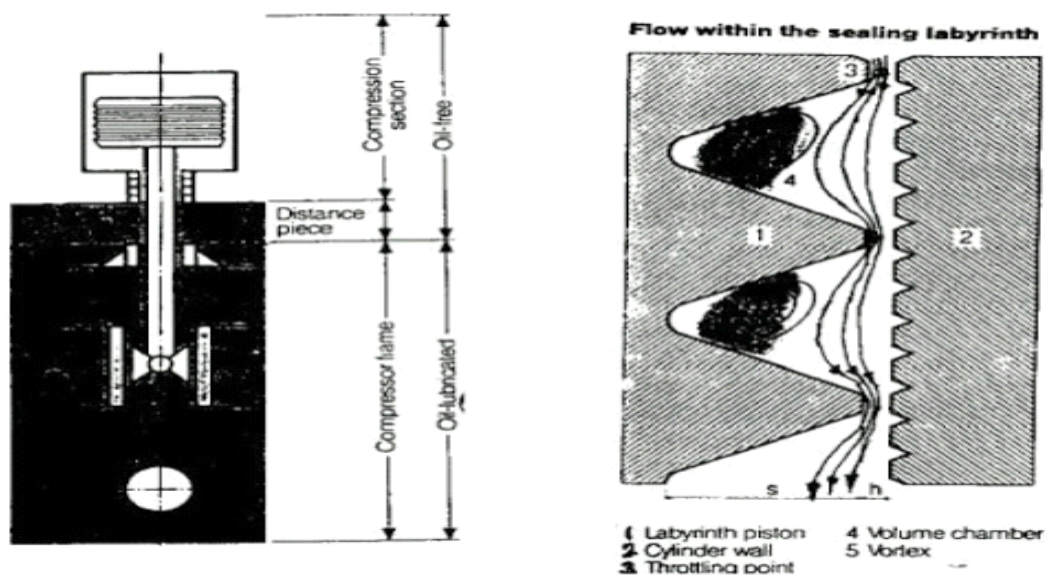 Compression
section
Oil-free
Distance
piece
Compressor frame
Oil-lubricated
Flow within the sealing labyrinth
3
4
1
2
s
h
1 Labyrinth piston
2 Cylinder wall
3 Throttling point
4 Volume chamber
5 Vortex